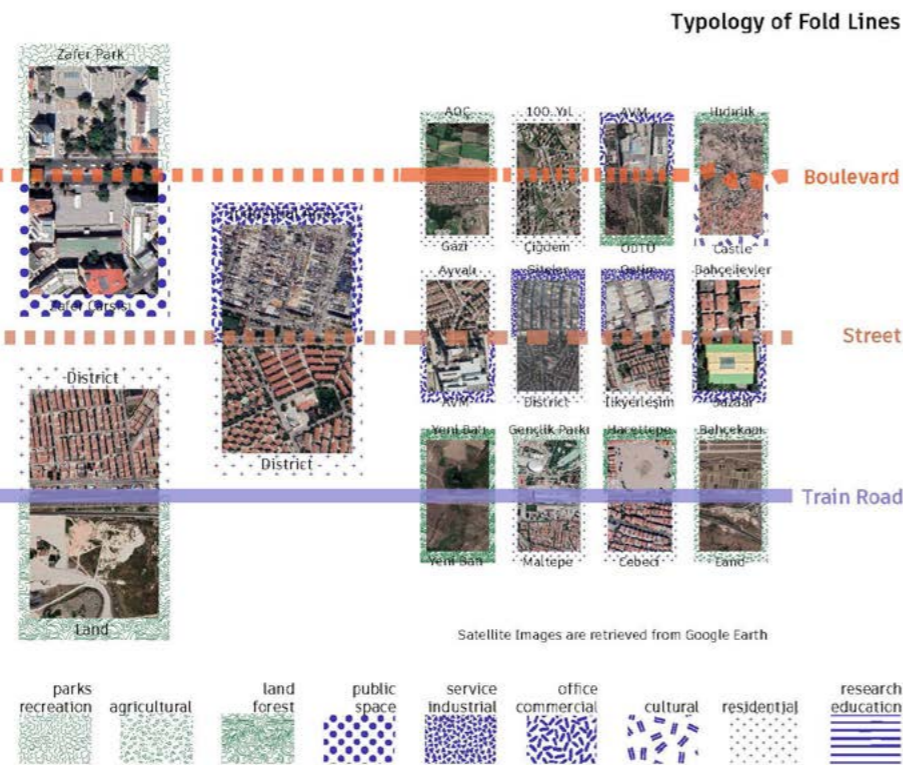 Typology of Fold Lines
Zafer Park
Zafer Çarşısı
District
Land
District
AOÇ
100. Yıl
AVM
Hıdırlık
Boulevard
Gazi
Çiğdem
ODTÜ
Castle
Ayvalı
Siteler
Ostim
Bahçelievler
Street
AVM
District
İlkyerleşim
Bazaar
Yeni Batı
Gençlik Parkı
Hacettepe
Bahçekapı
Train Road
Yeni Batı
Maltepe
Cebeci
Land
Satellite Images are retrieved from Google Earth
parks
recreation
agricultural
land
forest
public
space
service
industrial
office
commercial
cultural
residential
research
education